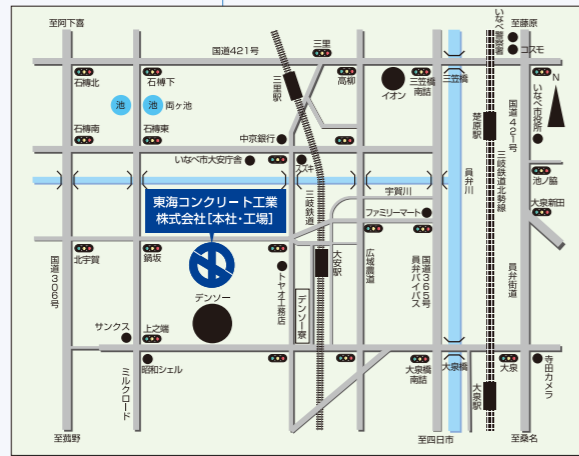 至阿下喜
国道421号
三里
いなべ警察署
至藤原
コスモ
石榑北
石榑下
三里駅
高柳
イオン
三笠橋
南詰
三笠橋
池
池
両ヶ池
N
楚原駅
国道421号
いなべ市役所
石榑南
石榑東
中京銀行
いなべ市大安庁舎
スズキ
員弁川
三岐鉄道北勢線
池ノ脇
東海コンクリート工業
株式会社[本社・工場]
三岐鉄道
宇賀川
ファミリーマート
大泉新田
国道306号
北宇賀
鍋坂
トヤオ工務店
大安駅
広域農道
国道365号
員弁バイパス
員弁街道
デンソー
デンソー寮
サンクス
上之端
昭和シェル
ミルクロード
大泉橋
南詰
大泉橋
大泉
寺田カメラ
大泉駅
至菰野
至四日市
至桑名